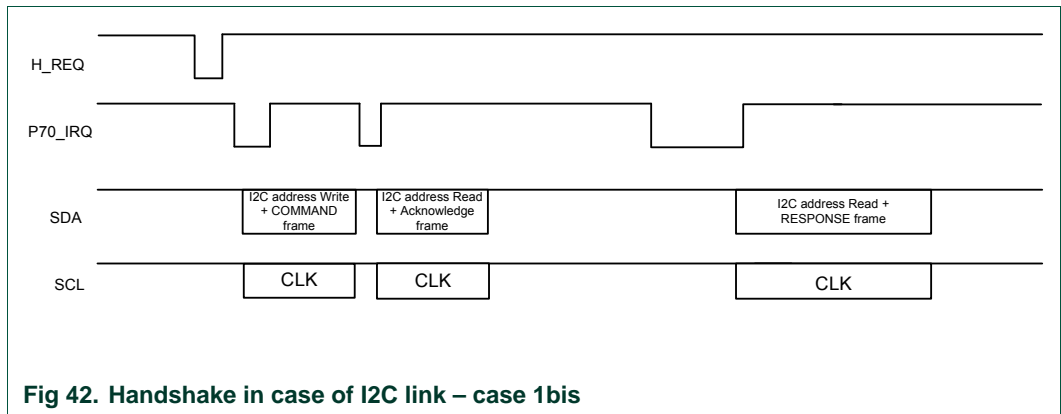 H_REQ
P70_IRQ
SDA
I2C address Write
+ COMMAND
frame
I2C address Read
+ Acknowledge
frame
I2C address Read +
RESPONSE frame
SCL
CLK
CLK
CLK
Fig 42. Handshake in case of I2C link – case 1bis